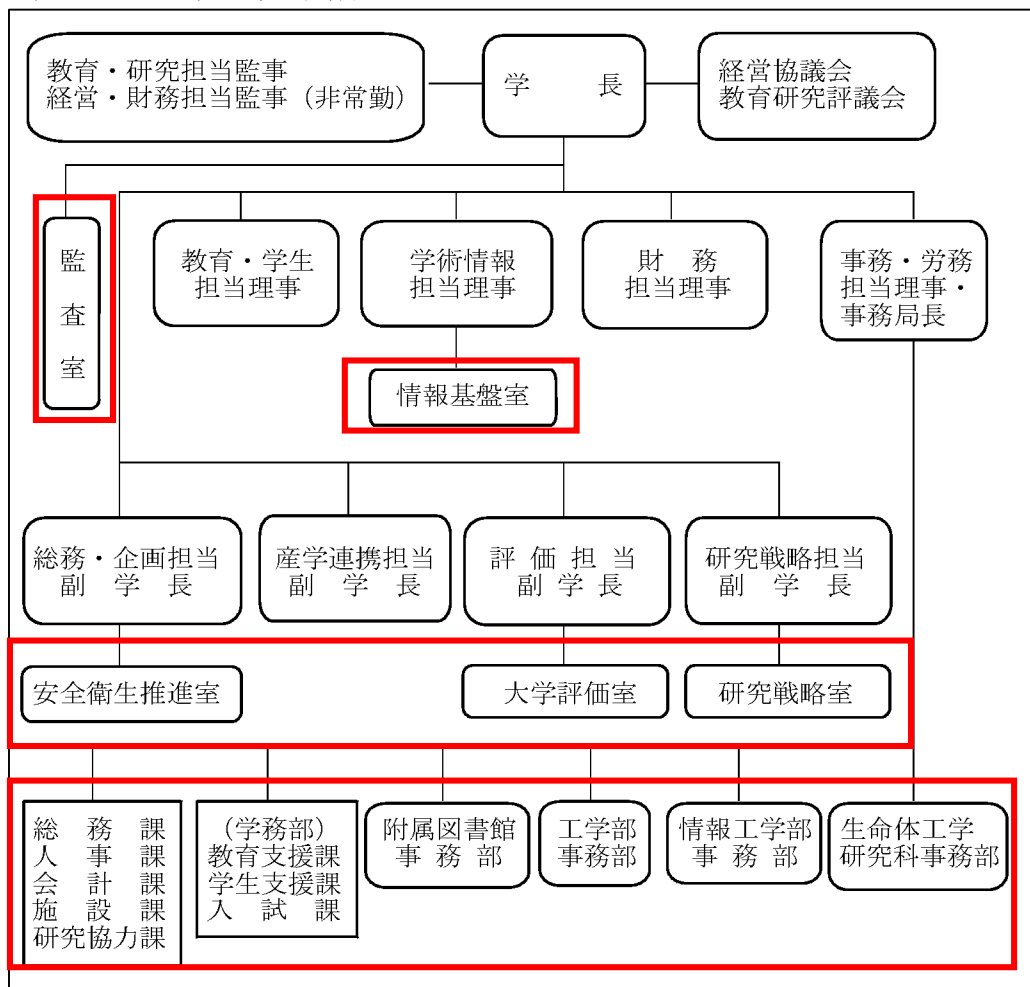 教育・研究担当監事
経営・財務担当監事（非常勤）
学　　長
経営協議会
教育研究評議会
監
査
室
教育・学生
担当理事
学術情報
担当理事
財　務
担当理事
事務・労務
担当理事・
事務局長
情報基盤室
総務・企画担当
副　学　長
産学連携担当
副　学　長
評 価 担 当
副 学 長
研究戦略担当
副　学　長
安全衛生推進室
大学評価室
研究戦略室
総　務　課
人　事　課
会　計　課
施　設　課
研究協力課
（学務部）
教育支援課
学生支援課
入　試　課
附属図書館
事 務 部
工学部
事務部
情報工学部
事 務 部
生命体工学
研究科事務部